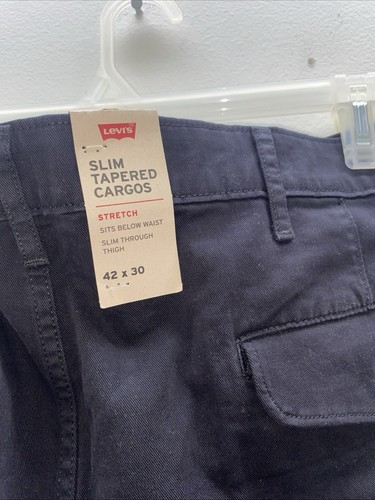 Levi's
SLIM
TAPERED
CARGOS
STRETCH
SITS BELOW WAIST
SLIM THROUGH
THIGH
42 x 30